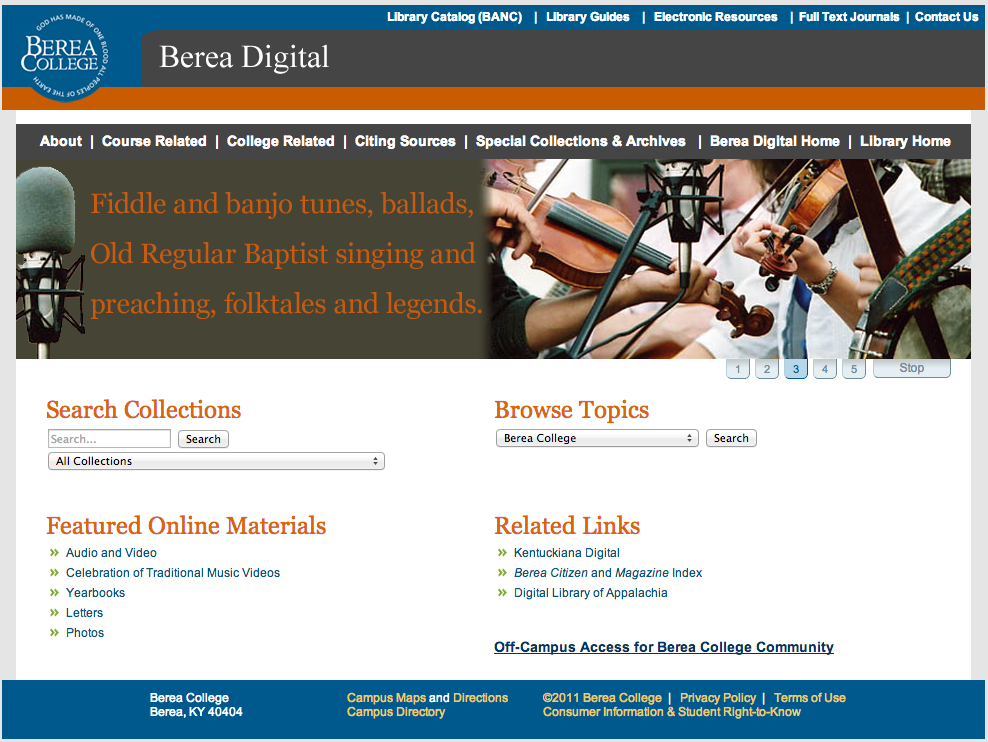 Library Catalog (BANC) | Library Guides | Electronic Resources | Full Text Journals | Contact Us
GOD HAS MADE OF ONE BLOOD ALL PEOPLES OF THE EARTH
BEREA
COLLEGE
Berea Digital
About | Course Related | College Related | Citing Sources | Special Collections & Archives | Berea Digital Home | Library Home
Fiddle and banjo tunes, ballads,
Old Regular Baptist singing and
preaching, folktales and legends.
1 2 3 4 5 Stop
Search Collections
Search... Search
All Collections
Browse Topics
Berea College Search
Featured Online Materials
» Audio and Video
» Celebration of Traditional Music Videos
» Yearbooks
» Letters
» Photos
Related Links
» Kentuckiana Digital
» Berea Citizen and Magazine Index
» Digital Library of Appalachia
Off-Campus Access for Berea College Community
Berea College
Berea, KY 40404
Campus Maps and Directions
Campus Directory
©2011 Berea College | Privacy Policy | Terms of Use
Consumer Information & Student Right-to-Know